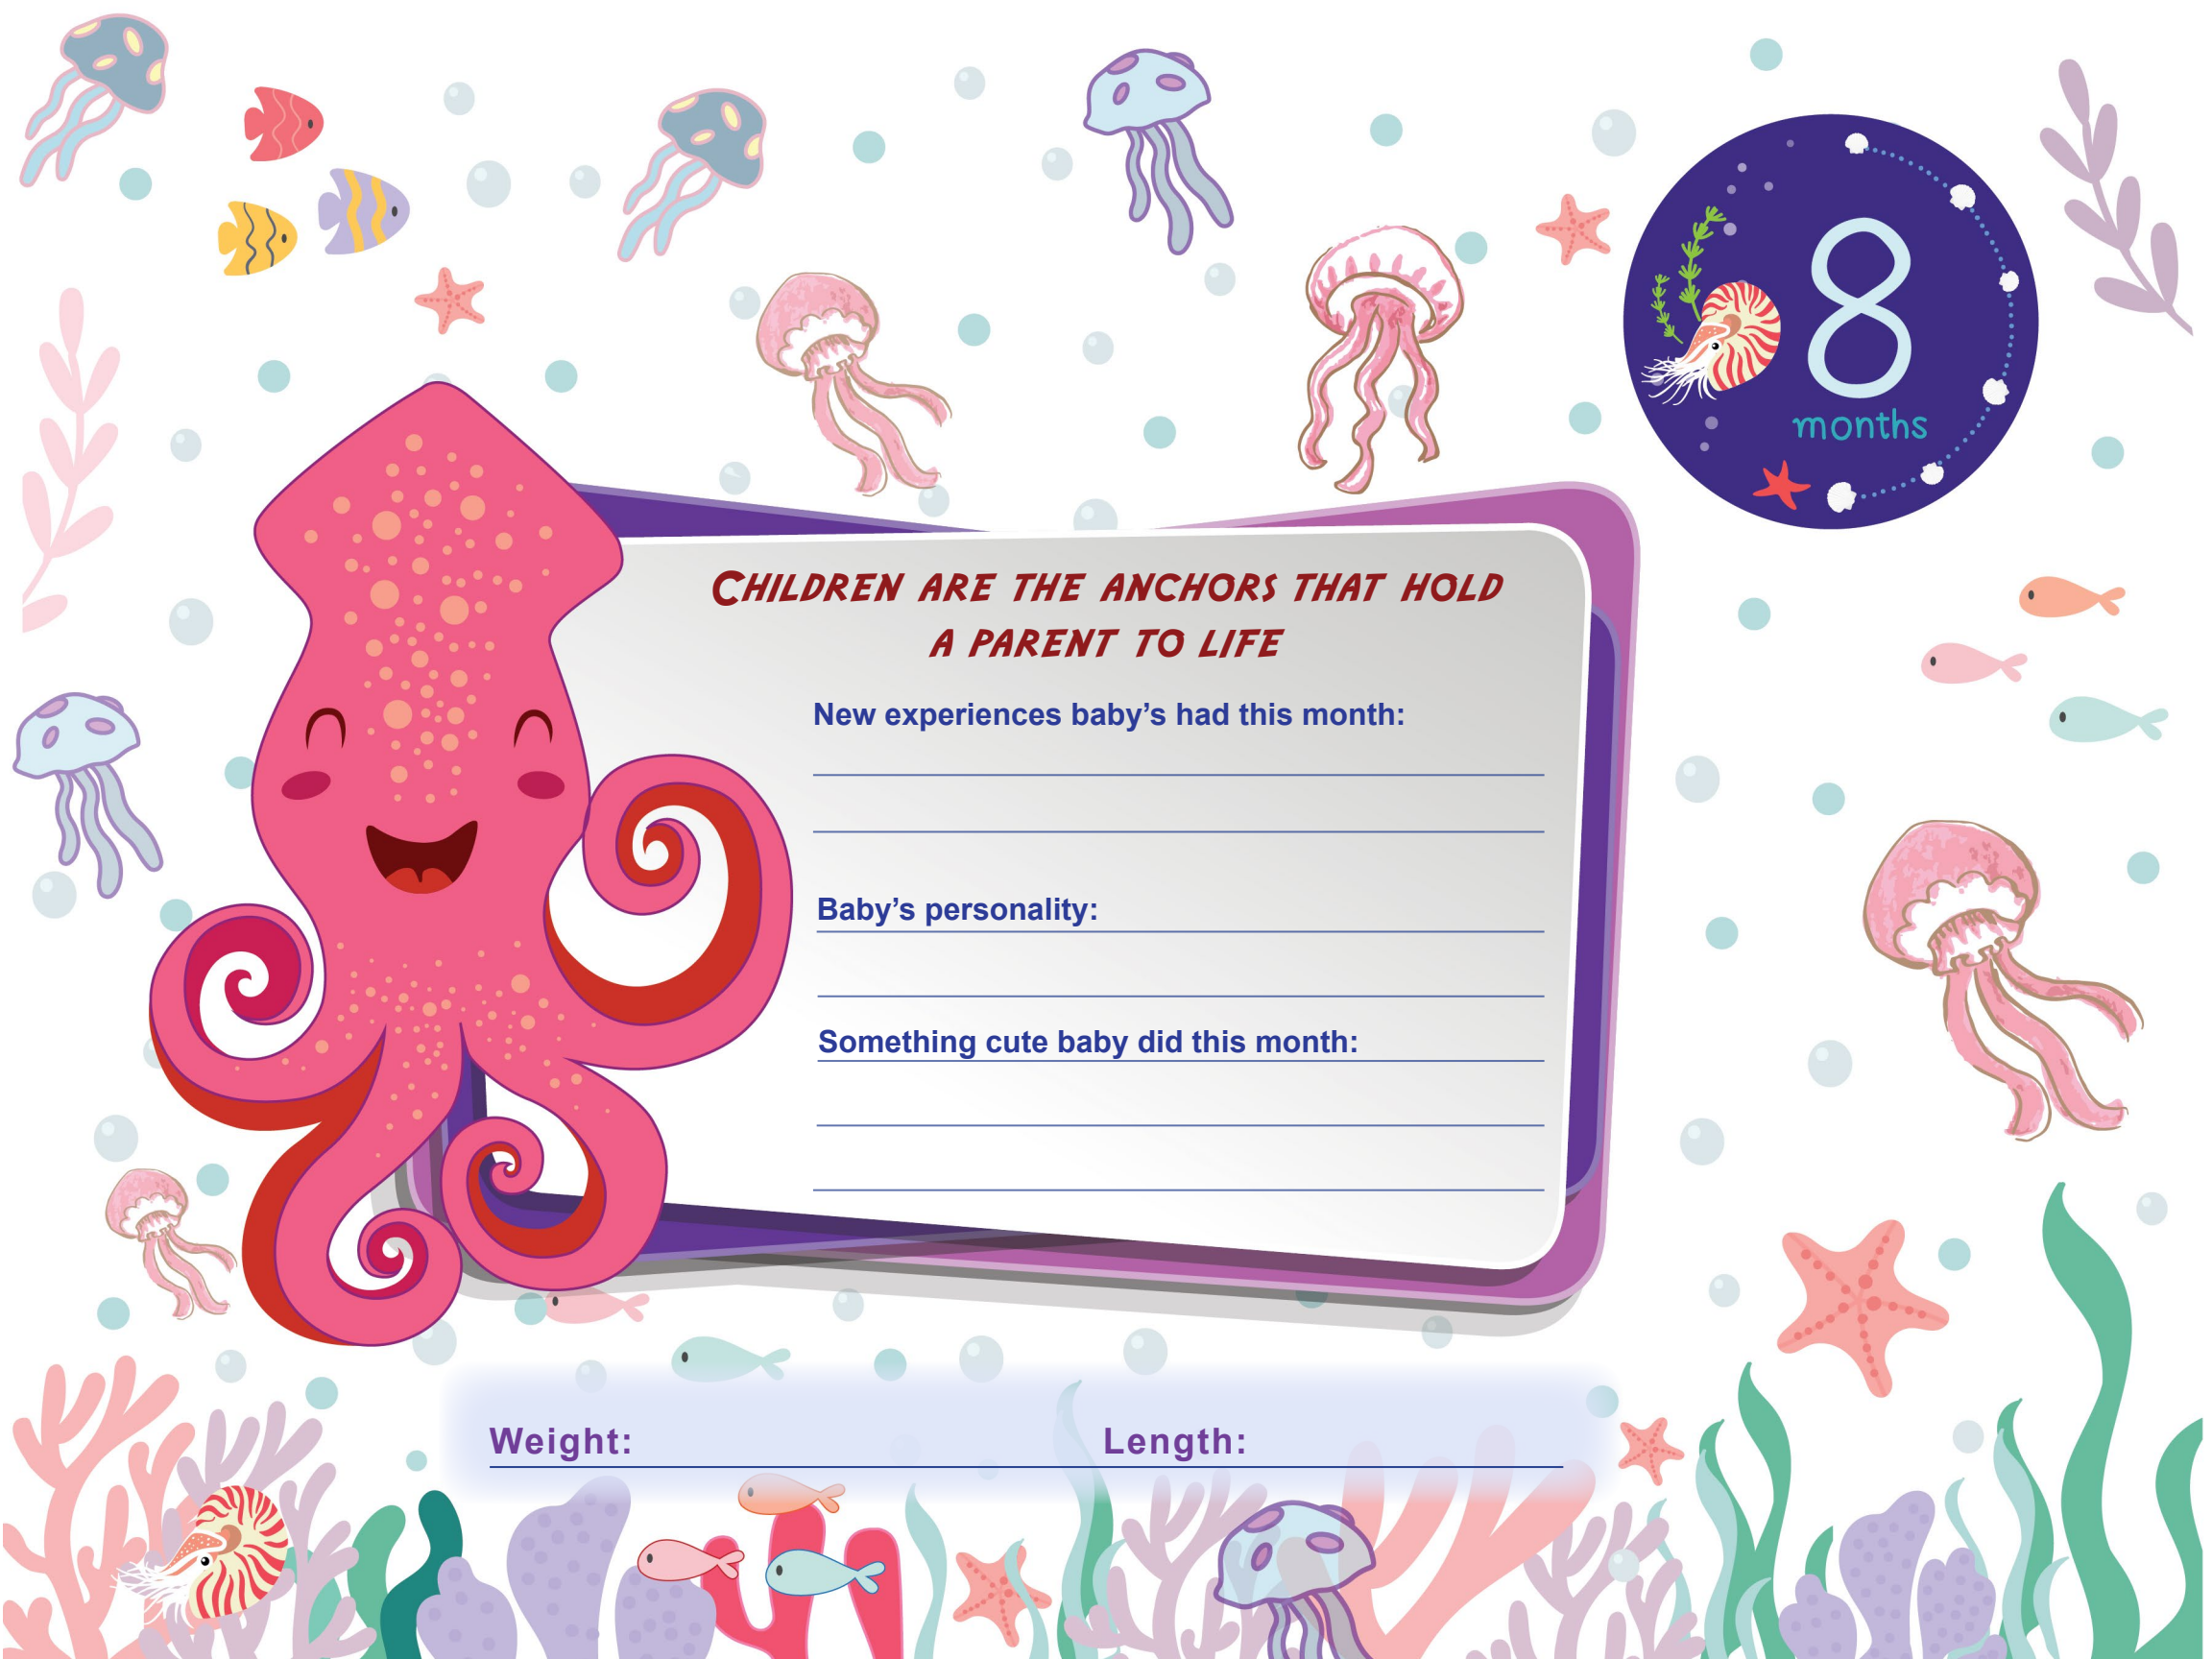 8
months
CHILDREN ARE THE ANCHORS THAT HOLD
A PARENT TO LIFE
New experiences baby's had this month:
Baby's personality:
Something cute baby did this month:
Weight: Length: